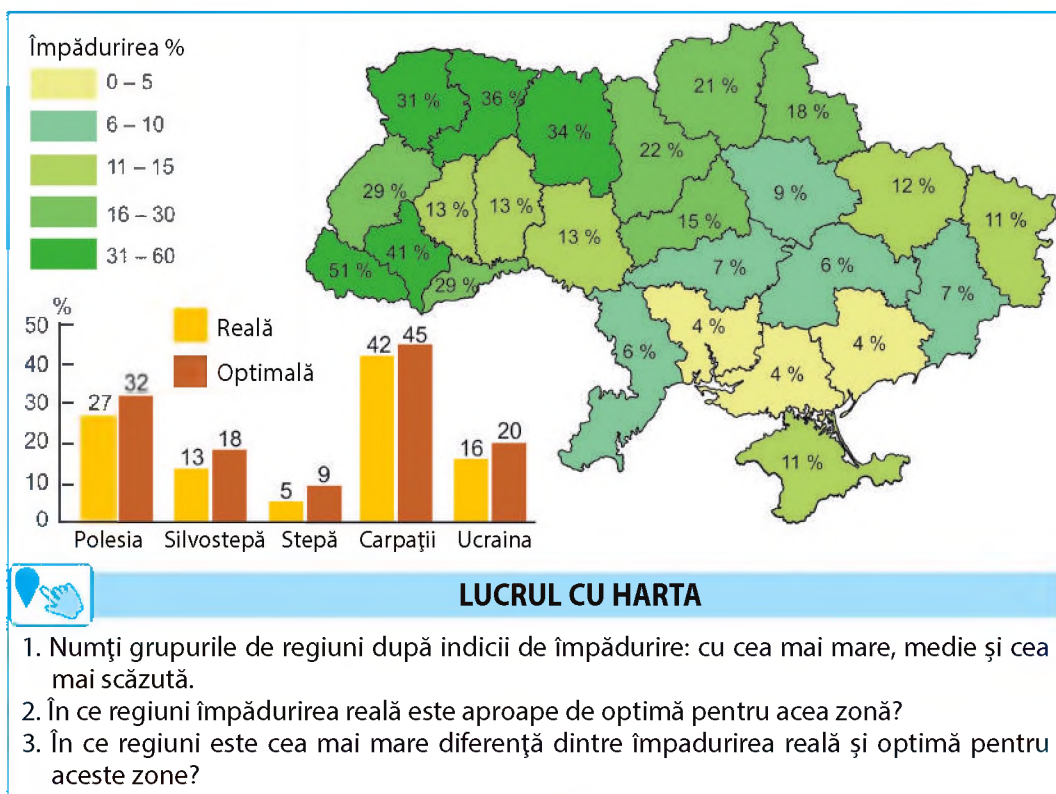 Împădurirea %
0 – 5
6 – 10
11 – 15
16 – 30
31 – 60
31 %
36 %
34 %
21 %
18 %
22 %
29 %
13 %
13 %
13 %
15 %
9 %
12 %
11 %
41 %
51 %
29 %
7 %
6 %
7 %
6 %
4 %
4 %
4 %
11 %
%
50
40
30
20
10
0
Reală
Optimală
27
32
13
18
5
9
42
45
16
20
Polesia Silvostepă Stepă Carpaţii Ucraina
LUCRUL CU HARTA
1. Numţi grupurile de regiuni după indicii de împădurire: cu cea mai mare, medie şi cea
mai scăzută.
2. În ce regiuni împădurirea reală este aproape de optimă pentru acea zonă?
3. În ce regiuni este cea mai mare diferenţă dintre împadurirea reală și optimă pentru
aceste zone?